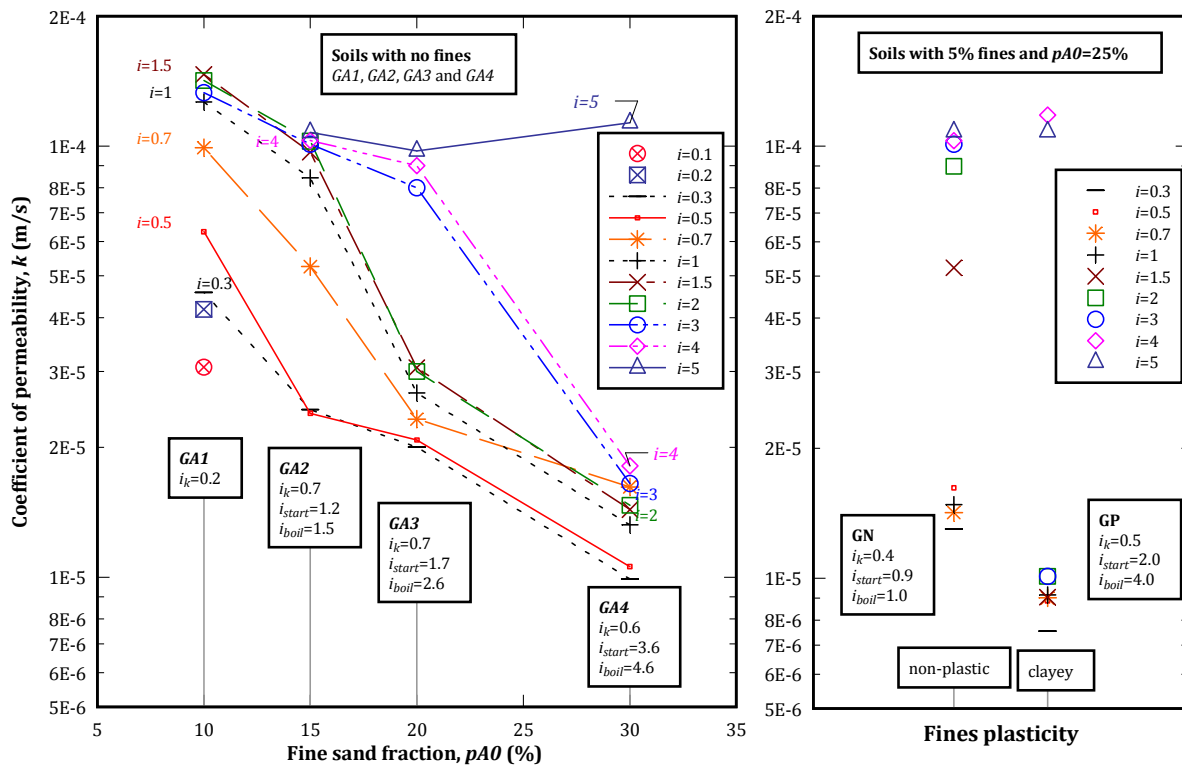 Coefficient of permeability, k (m/s)
2E-4
1E-4
8E-5
7E-5
6E-5
5E-5
4E-5
3E-5
2E-5
1E-5
8E-6
7E-6
6E-6
5E-6
5
10
15
20
25
30
35
Fine sand fraction, pA0 (%)
Soils with no fines
GA1, GA2, GA3 and GA4
i=1.5
i=1
i=0.7
i=0.5
i=0.3
i=4
i=5
i=4
i=3
i=2
i=0.1
i=0.2
i=0.3
i=0.5
i=0.7
i=1
i=1.5
i=2
i=3
i=4
i=5
GA1
ik=0.2
GA2
ik=0.7
istart=1.2
iboil=1.5
GA3
ik=0.7
istart=1.7
iboil=2.6
GA4
ik=0.6
istart=3.6
iboil=4.6
2E-4
1E-4
8E-5
7E-5
6E-5
5E-5
4E-5
3E-5
2E-5
1E-5
8E-6
7E-6
6E-6
5E-6
Soils with 5% fines and pA0=25%
i=0.3
i=0.5
i=0.7
i=1
i=1.5
i=2
i=3
i=4
i=5
GN
ik=0.4
istart=0.9
iboil=1.0
GP
ik=0.5
istart=2.0
iboil=4.0
non-plastic
clayey
Fines plasticity